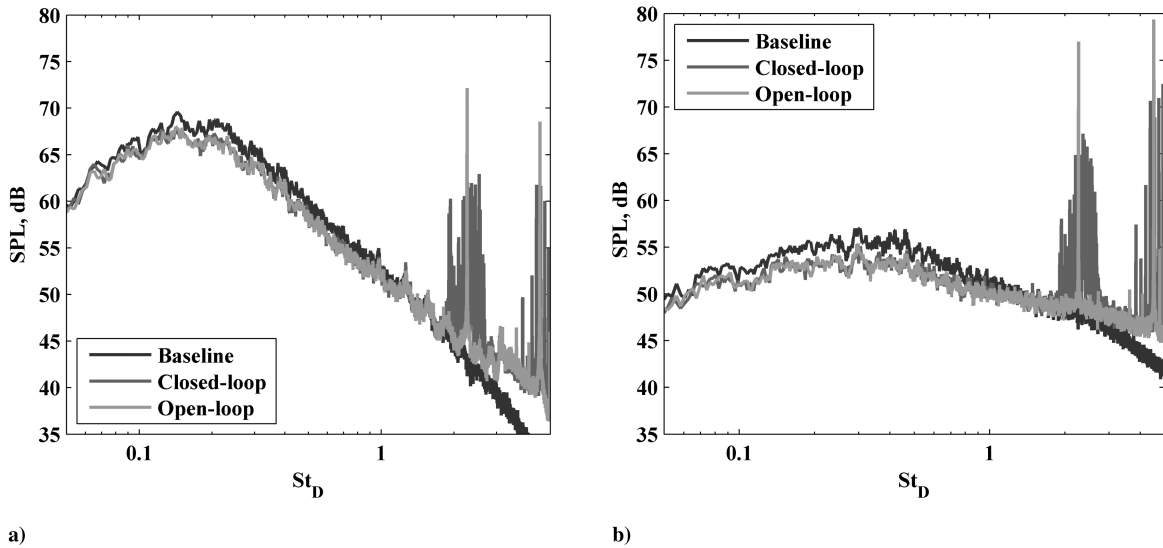 80
75
70
65
60
55
50
45
40
35
SPL, dB
Baseline
Closed-loop
Open-loop
0.1
1
St_D
a)
80
75
70
65
60
55
50
45
40
35
SPL, dB
Baseline
Closed-loop
Open-loop
0.1
1
St_D
b)